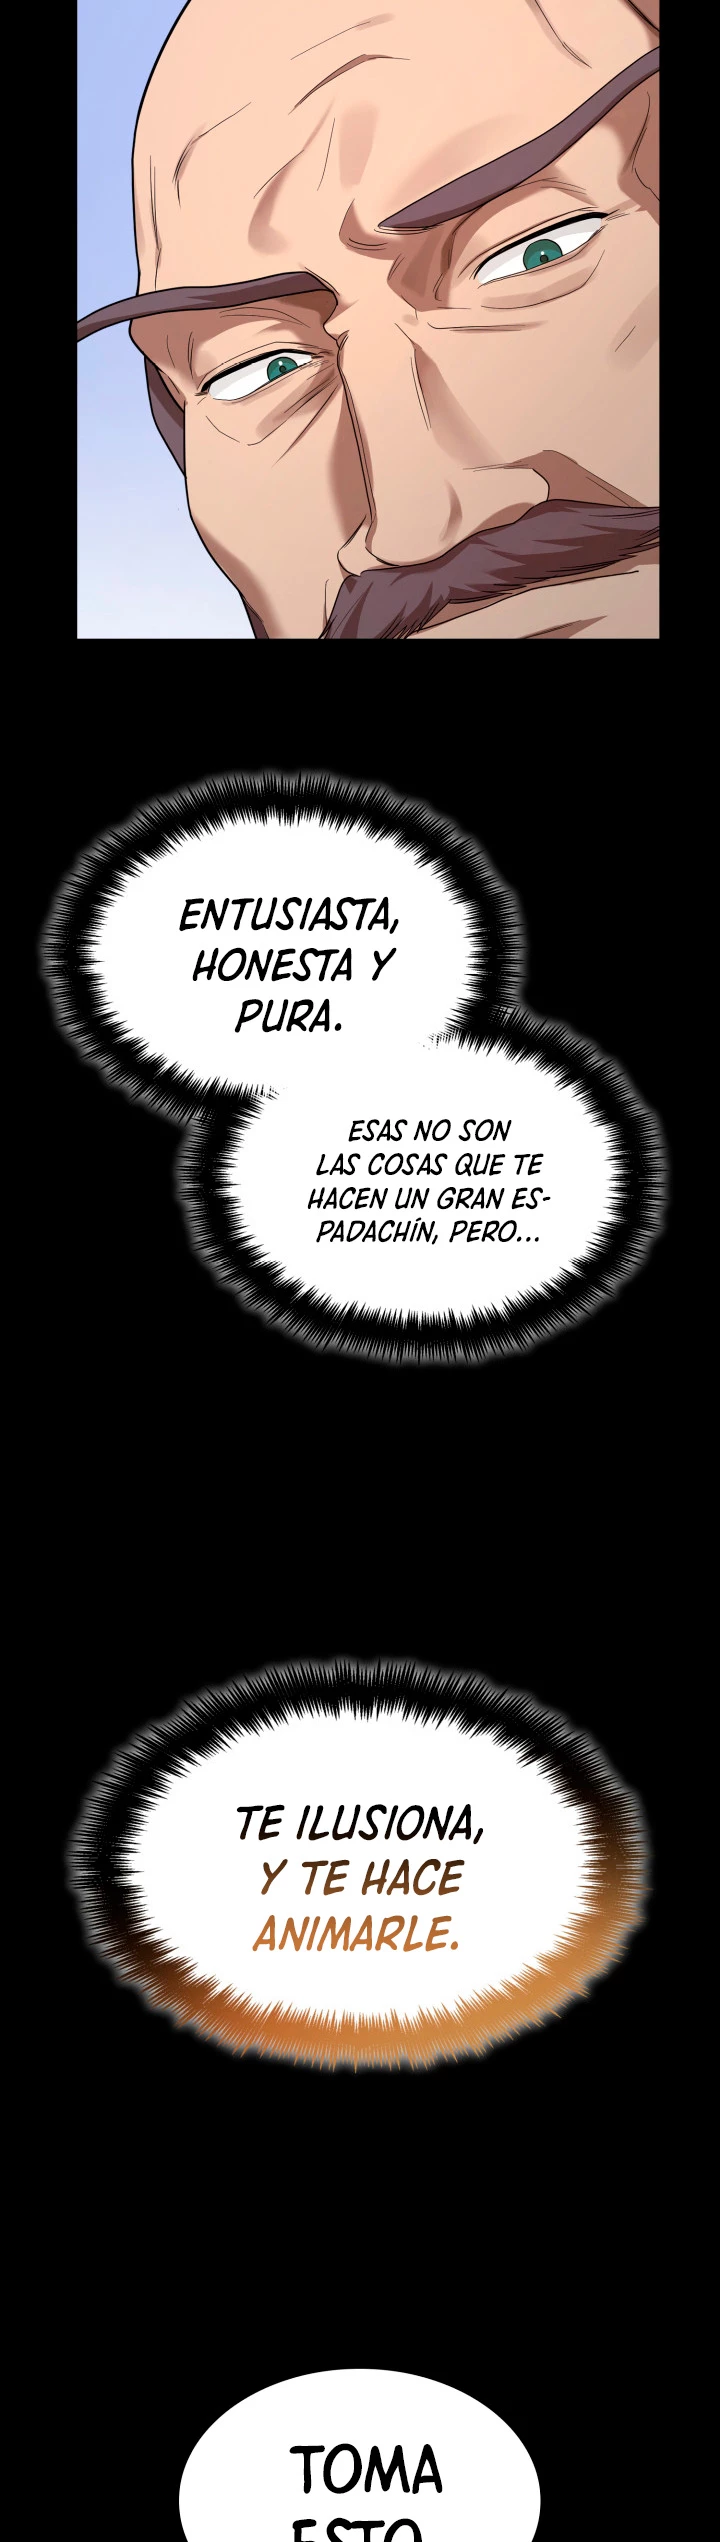 ENTUSIASTA,
HONESTA Y
PURA.
ESAS NO SON
LAS COSAS QUE TE
HACEN UN GRAN ES-
PADACHÍN, PERO...
TE ILUSIONA,
Y TE HACE
ANIMARLE.
TOMA
ESTO